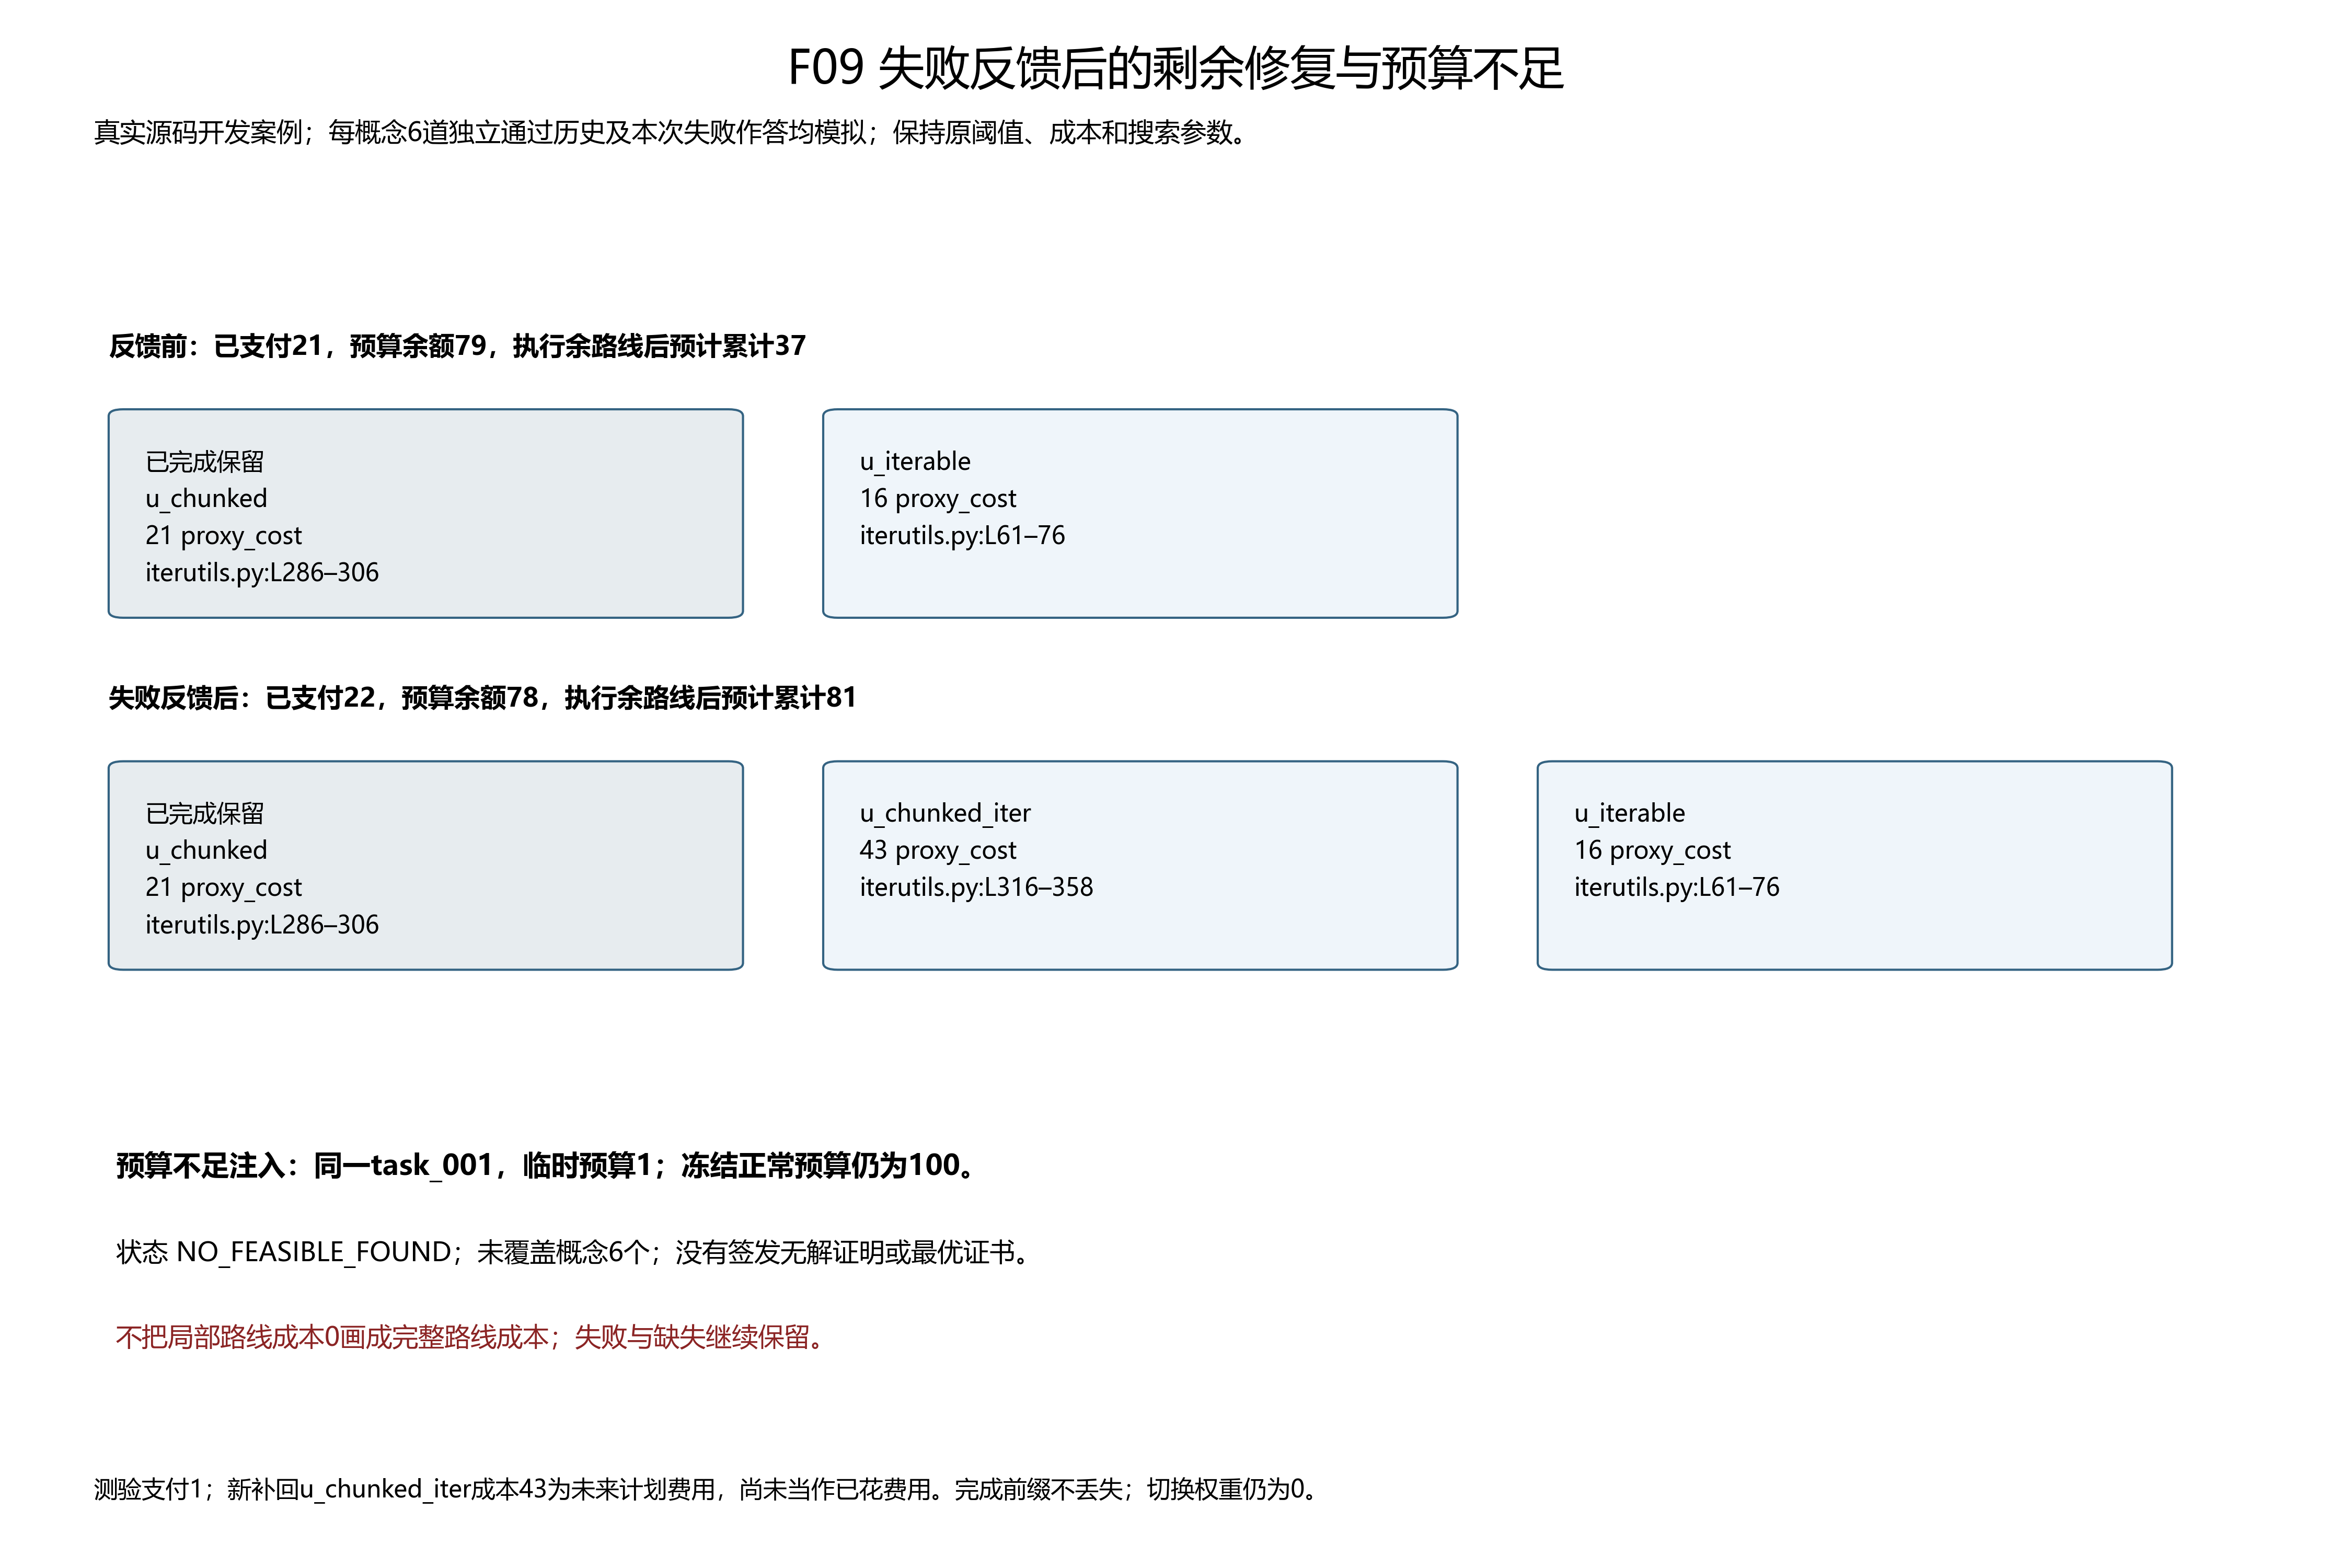 F09 失败反馈后的剩余修复与预算不足
真实源码开发案例；每概念6道独立通过历史及本次失败作答均模拟；保持原阈值、成本和搜索参数。
反馈前：已支付21，预算余额79，执行余路线后预计累计37
已完成保留
u_chunked
21 proxy_cost
iterutils.py:L286–306
u_iterable
16 proxy_cost
iterutils.py:L61–76
失败反馈后：已支付22，预算余额78，执行余路线后预计累计81
已完成保留
u_chunked
21 proxy_cost
iterutils.py:L286–306
u_chunked_iter
43 proxy_cost
iterutils.py:L316–358
u_iterable
16 proxy_cost
iterutils.py:L61–76
预算不足注入：同一task_001，临时预算1；冻结正常预算仍为100。
状态 NO_FEASIBLE_FOUND；未覆盖概念6个；没有签发无解证明或最优证书。
不把局部路线成本0画成完整路线成本；失败与缺失继续保留。
测验支付1；新补回u_chunked_iter成本43为未来计划费用，尚未当作已花费用。完成前缀不丢失；切换权重仍为0。